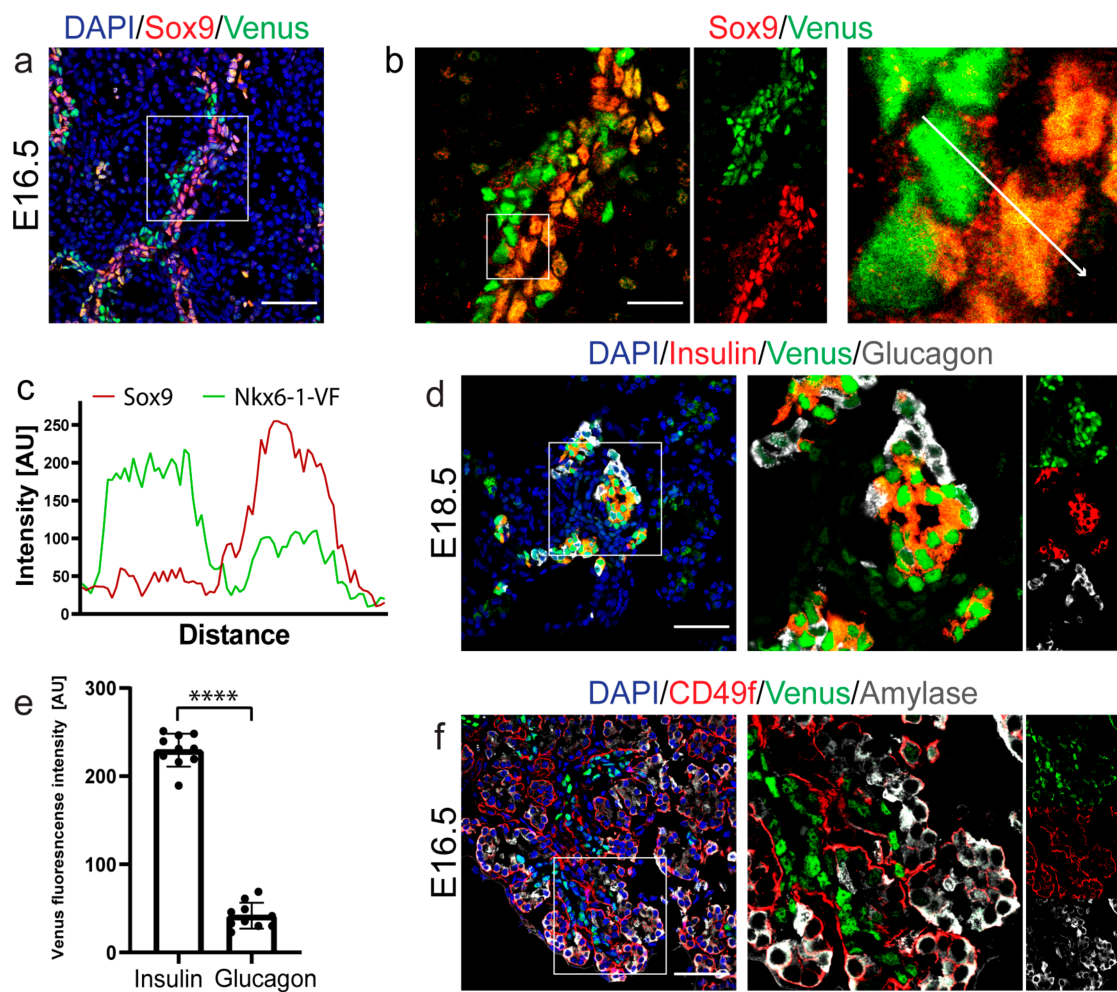 DAPI/Sox9/Venus
Sox9/Venus
a
b
E16.5
c
Sox9
Nkx6-1-VF
Intensity [AU]
250
200
150
100
50
0
Distance
DAPI/Insulin/Venus/Glucagon
d
E18.5
e
****
Venus fluorescense intensity [AU]
300
200
100
0
Insulin
Glucagon
DAPI/CD49f/Venus/Amylase
f
E16.5